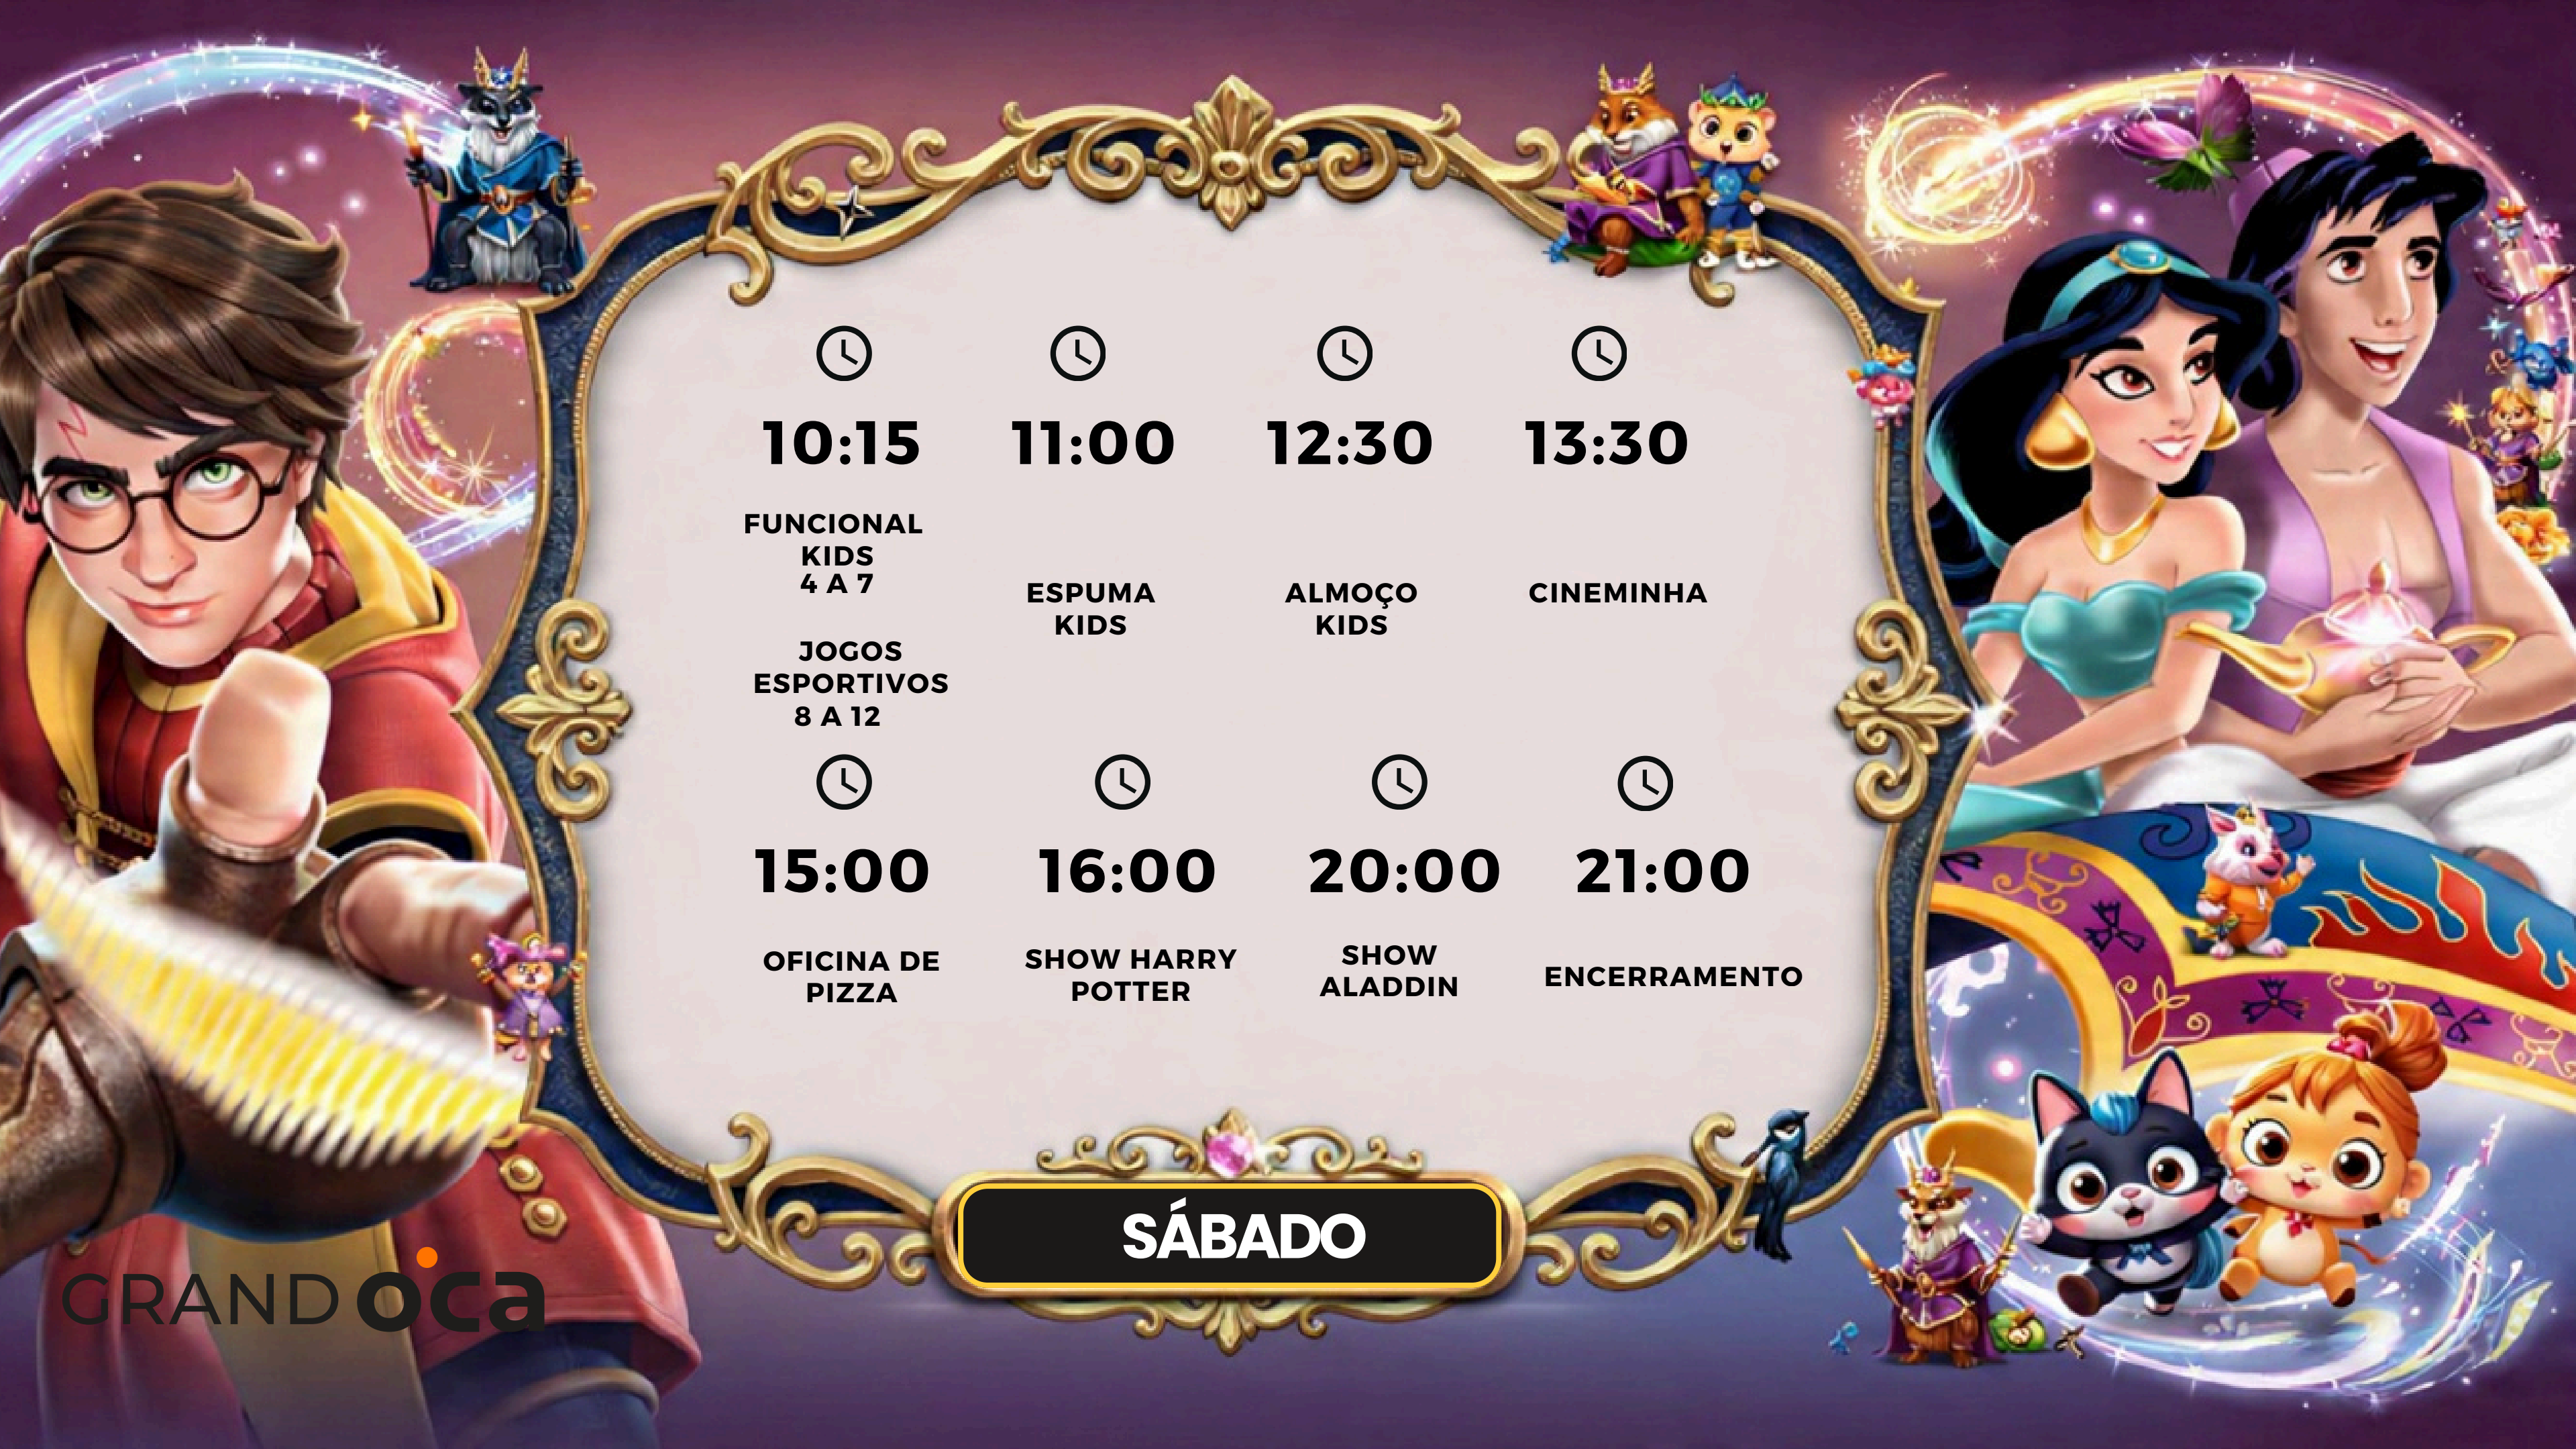 10:15
11:00
12:30
13:30
FUNCIONAL
KIDS
4 A 7
JOGOS
ESPORTIVOS
8 A 12
ESPUMA
KIDS
ALMOÇO
KIDS
CINEMINHA
15:00
16:00
20:00
21:00
OFICINA DE
PIZZA
SHOW HARRY
POTTER
SHOW
ALADDIN
ENCERRAMENTO
SÁBADO
GRAND oca